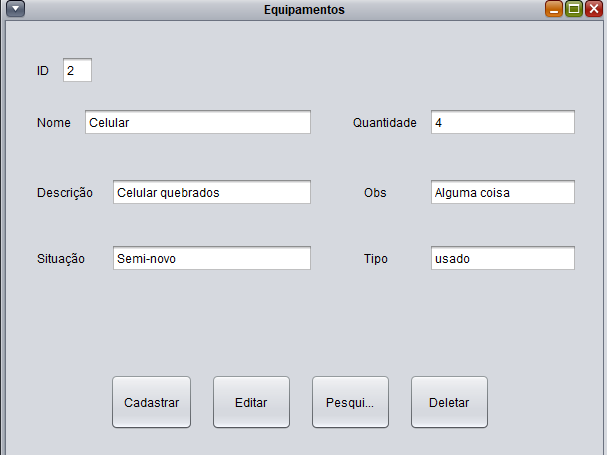 Equipamentos
ID 2
Nome Celular Quantidade 4
Descrição Celular quebrados Obs Alguma coisa
Situação Semi-novo Tipo usado
Cadastrar Editar Pesqui... Deletar